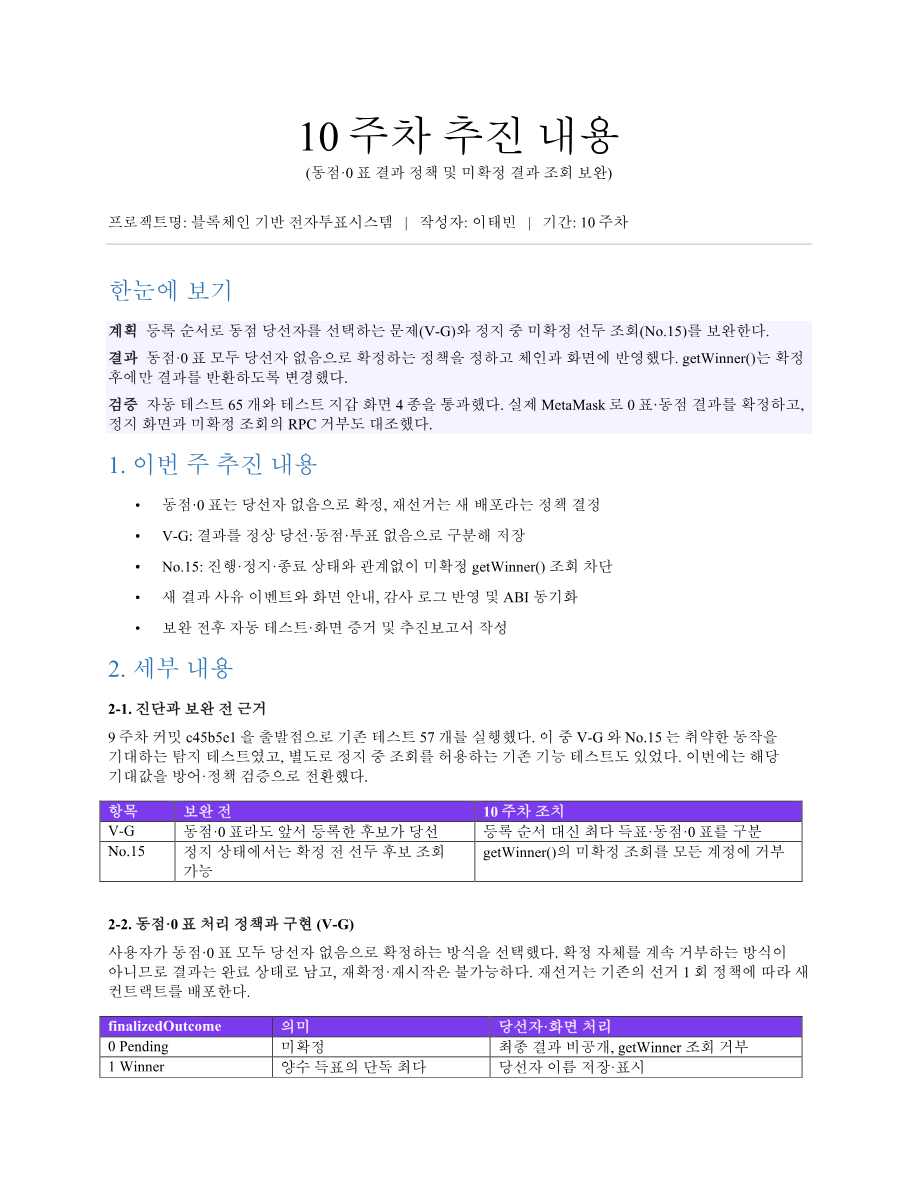 10 주차 추진 내용
(동점·0 표 결과 정책 및 미확정 결과 조회 보완)
프로젝트명: 블록체인 기반 전자투표시스템 | 작성자: 이태빈 | 기간: 10 주차
한눈에 보기
계획 등록 순서로 동점 당선자를 선택하는 문제(V-G)와 정지 중 미확정 선두 조회(No.15)를 보완한다.
결과 동점·0 표 모두 당선자 없음으로 확정하는 정책을 정하고 체인과 화면에 반영했다. getWinner()는 확정
후에만 결과를 반환하도록 변경했다.
검증 자동 테스트 65 개와 테스트 지갑 화면 4 종을 통과했다. 실제 MetaMask 로 0 표·동점 결과를 확정하고,
정지 화면과 미확정 조회의 RPC 거부도 대조했다.
1. 이번 주 추진 내용
• 동점·0 표는 당선자 없음으로 확정, 재선거는 새 배포라는 정책 결정
• V-G: 결과를 정상 당선·동점·투표 없음으로 구분해 저장
• No.15: 진행·정지·종료 상태와 관계없이 미확정 getWinner() 조회 차단
• 새 결과 사유 이벤트와 화면 안내, 감사 로그 반영 및 ABI 동기화
• 보완 전후 자동 테스트·화면 증거 및 추진보고서 작성
2. 세부 내용
2-1. 진단과 보완 전 근거
9 주차 커밋 c45b5e1 을 출발점으로 기존 테스트 57 개를 실행했다. 이 중 V-G 와 No.15 는 취약한 동작을
기대하는 탐지 테스트였고, 별도로 정지 중 조회를 허용하는 기존 기능 테스트도 있었다. 이번에는 해당
기대값을 방어·정책 검증으로 전환했다.
항목 보완 전 10 주차 조치
V-G 동점·0 표라도 앞서 등록한 후보가 당선 등록 순서 대신 최다 득표·동점·0 표를 구분
No.15 정지 상태에서는 확정 전 선두 후보 조회 getWinner()의 미확정 조회를 모든 계정에 거부
가능
2-2. 동점·0 표 처리 정책과 구현 (V-G)
사용자가 동점·0 표 모두 당선자 없음으로 확정하는 방식을 선택했다. 확정 자체를 계속 거부하는 방식이
아니므로 결과는 완료 상태로 남고, 재확정·재시작은 불가능하다. 재선거는 기존의 선거 1 회 정책에 따라 새
컨트랙트를 배포한다.
finalizedOutcome 의미 당선자·화면 처리
0 Pending 미확정 최종 결과 비공개, getWinner 조회 거부
1 Winner 양수 득표의 단독 최다 당선자 이름 저장·표시